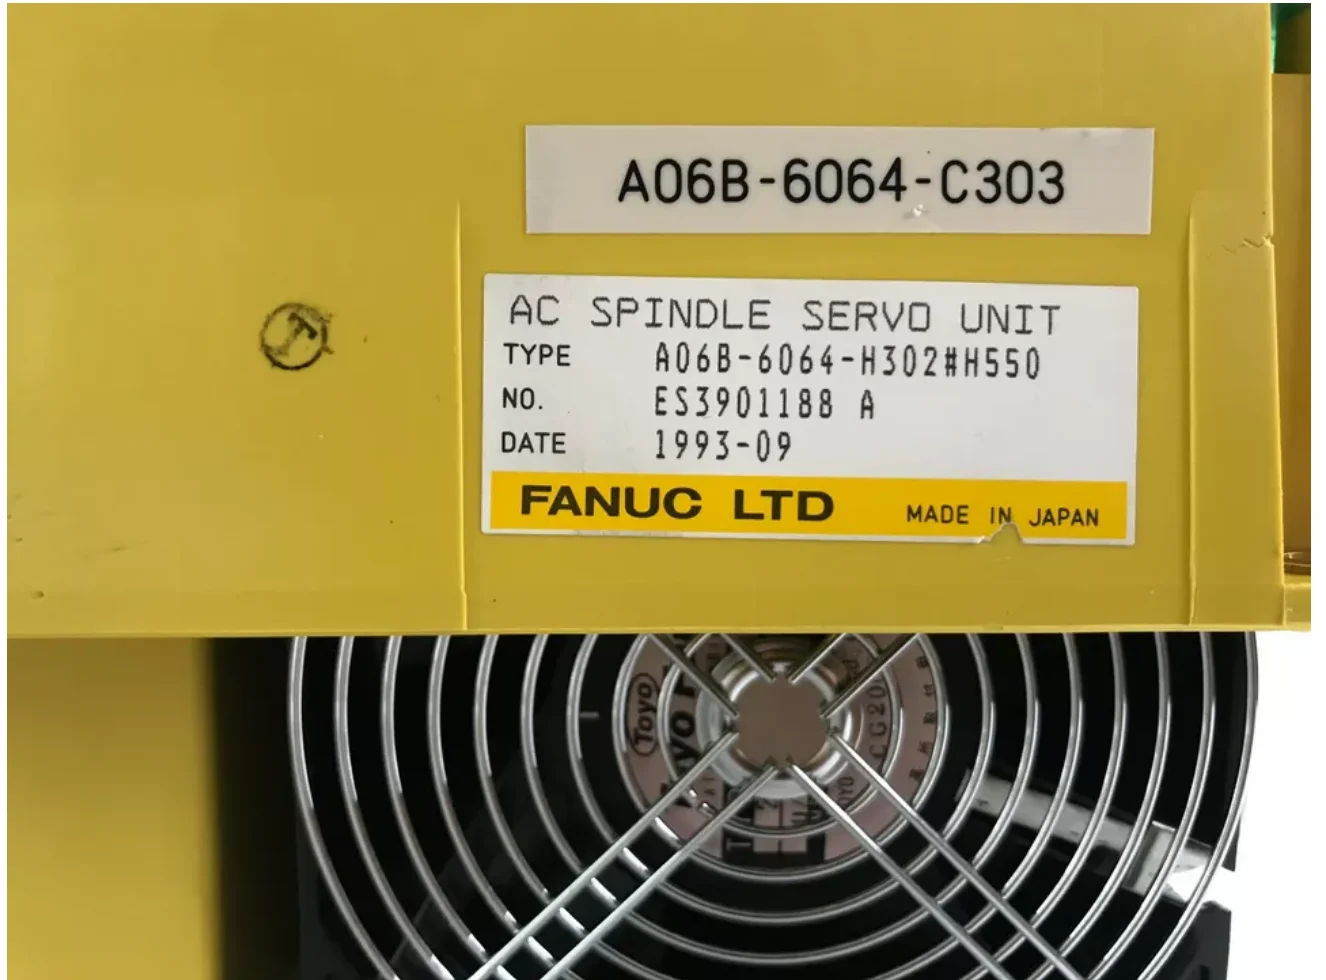 A06B-6064-C303
AC SPINDLE SERVO UNIT
TYPE A06B-6064-H302#H550
NO. ES3901188 A
DATE 1993-09
FANUC LTD MADE IN JAPAN
Toyo